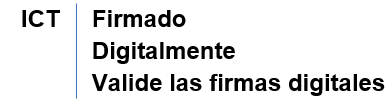 ICT
Firmado
Digitalmente
Valide las firmas digitales